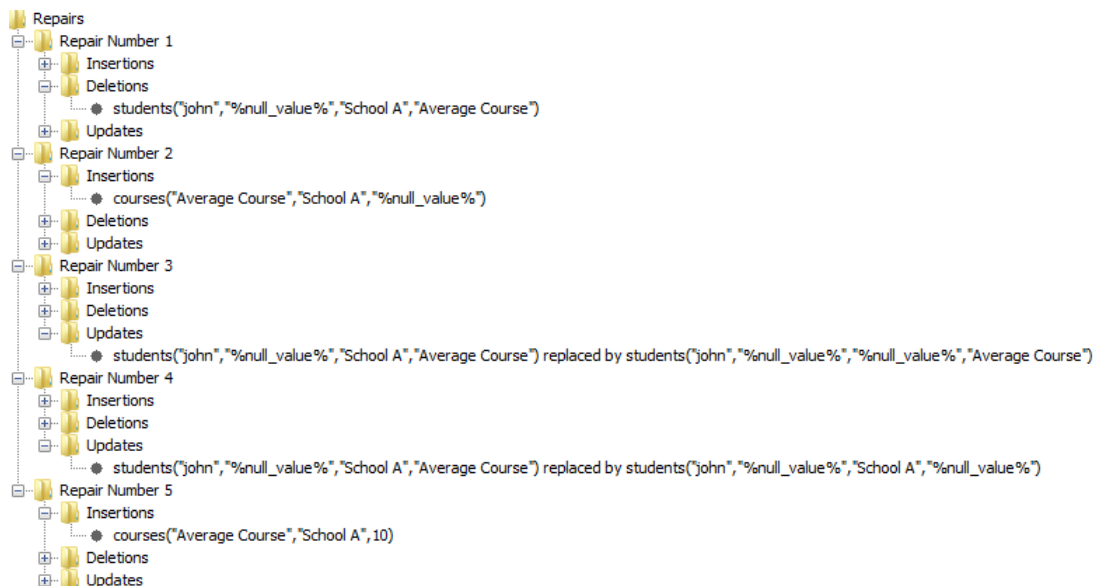 Repairs
Repair Number 1
Insertions
Deletions
students("john","%null_value%","School A","Average Course")
Updates
Repair Number 2
Insertions
courses("Average Course","School A","%null_value%")
Deletions
Updates
Repair Number 3
Insertions
Deletions
Updates
students("john","%null_value%","School A","Average Course") replaced by students("john","%null_value%","%null_value%","Average Course")
Repair Number 4
Insertions
Deletions
Updates
students("john","%null_value%","School A","Average Course") replaced by students("john","%null_value%","School A","%null_value%")
Repair Number 5
Insertions
courses("Average Course","School A",10)
Deletions
Updates